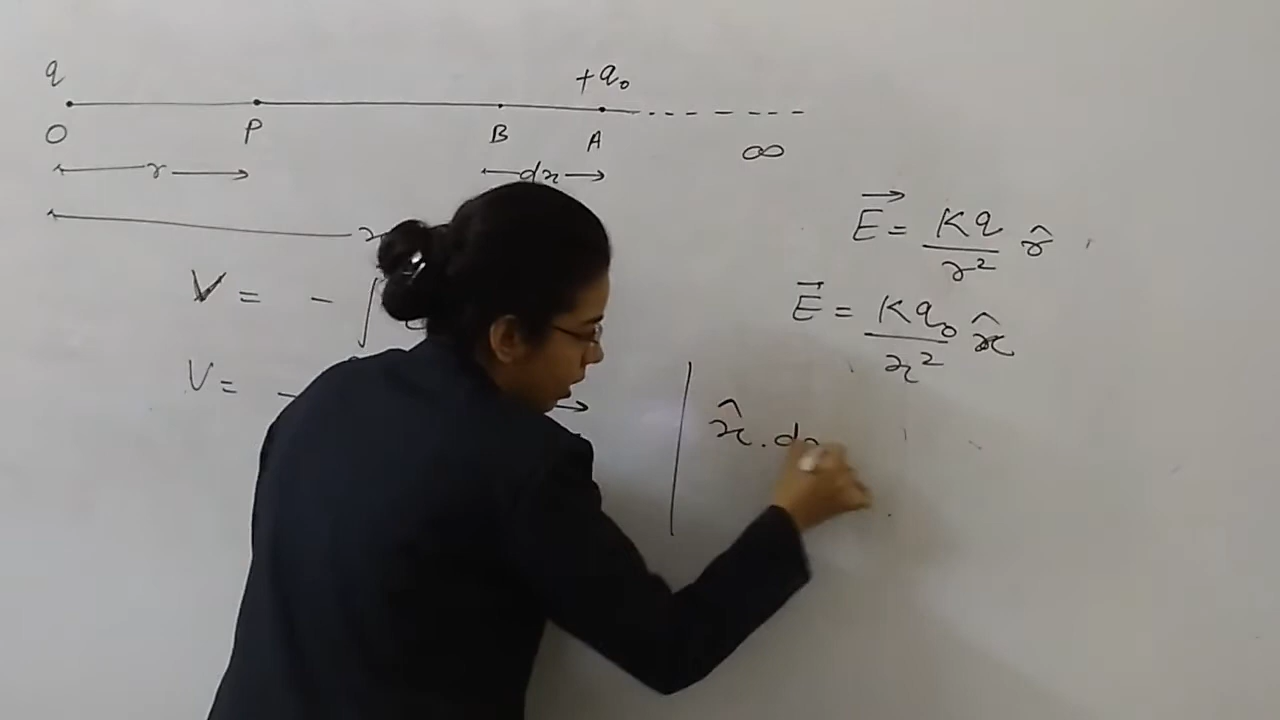 q +q₀
O P B A ∞
r dx
x
V = - ∫
V = -
E⃗ = Kq / r² r̂
E⃗ = Kq₀ / x² x̂
x̂ . dx